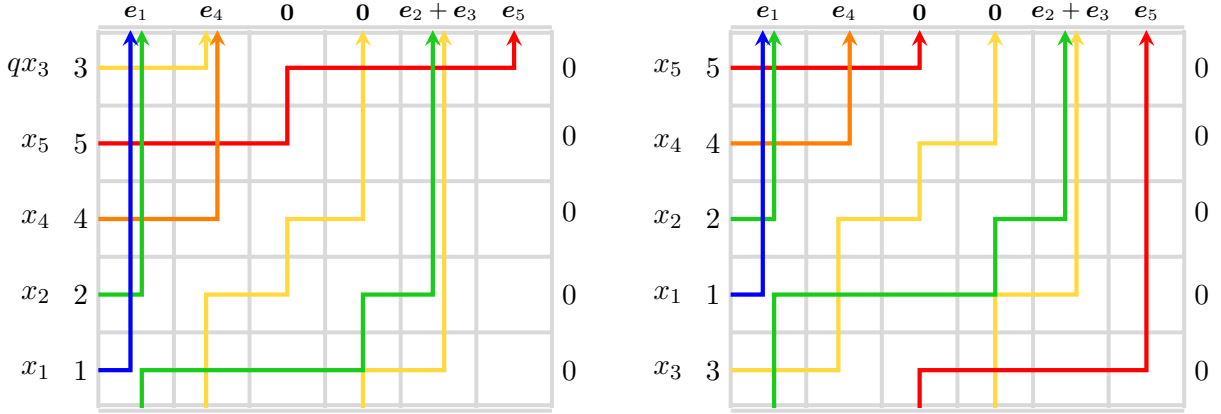 e₁ e₄ 0 0 e₂ + e₃ e₅
qx₃ 3 0
x₅ 5 0
x₄ 4 0
x₂ 2 0
x₁ 1 0
e₁ e₄ 0 0 e₂ + e₃ e₅
x₅ 5 0
x₄ 4 0
x₂ 2 0
x₁ 1 0
x₃ 3 0